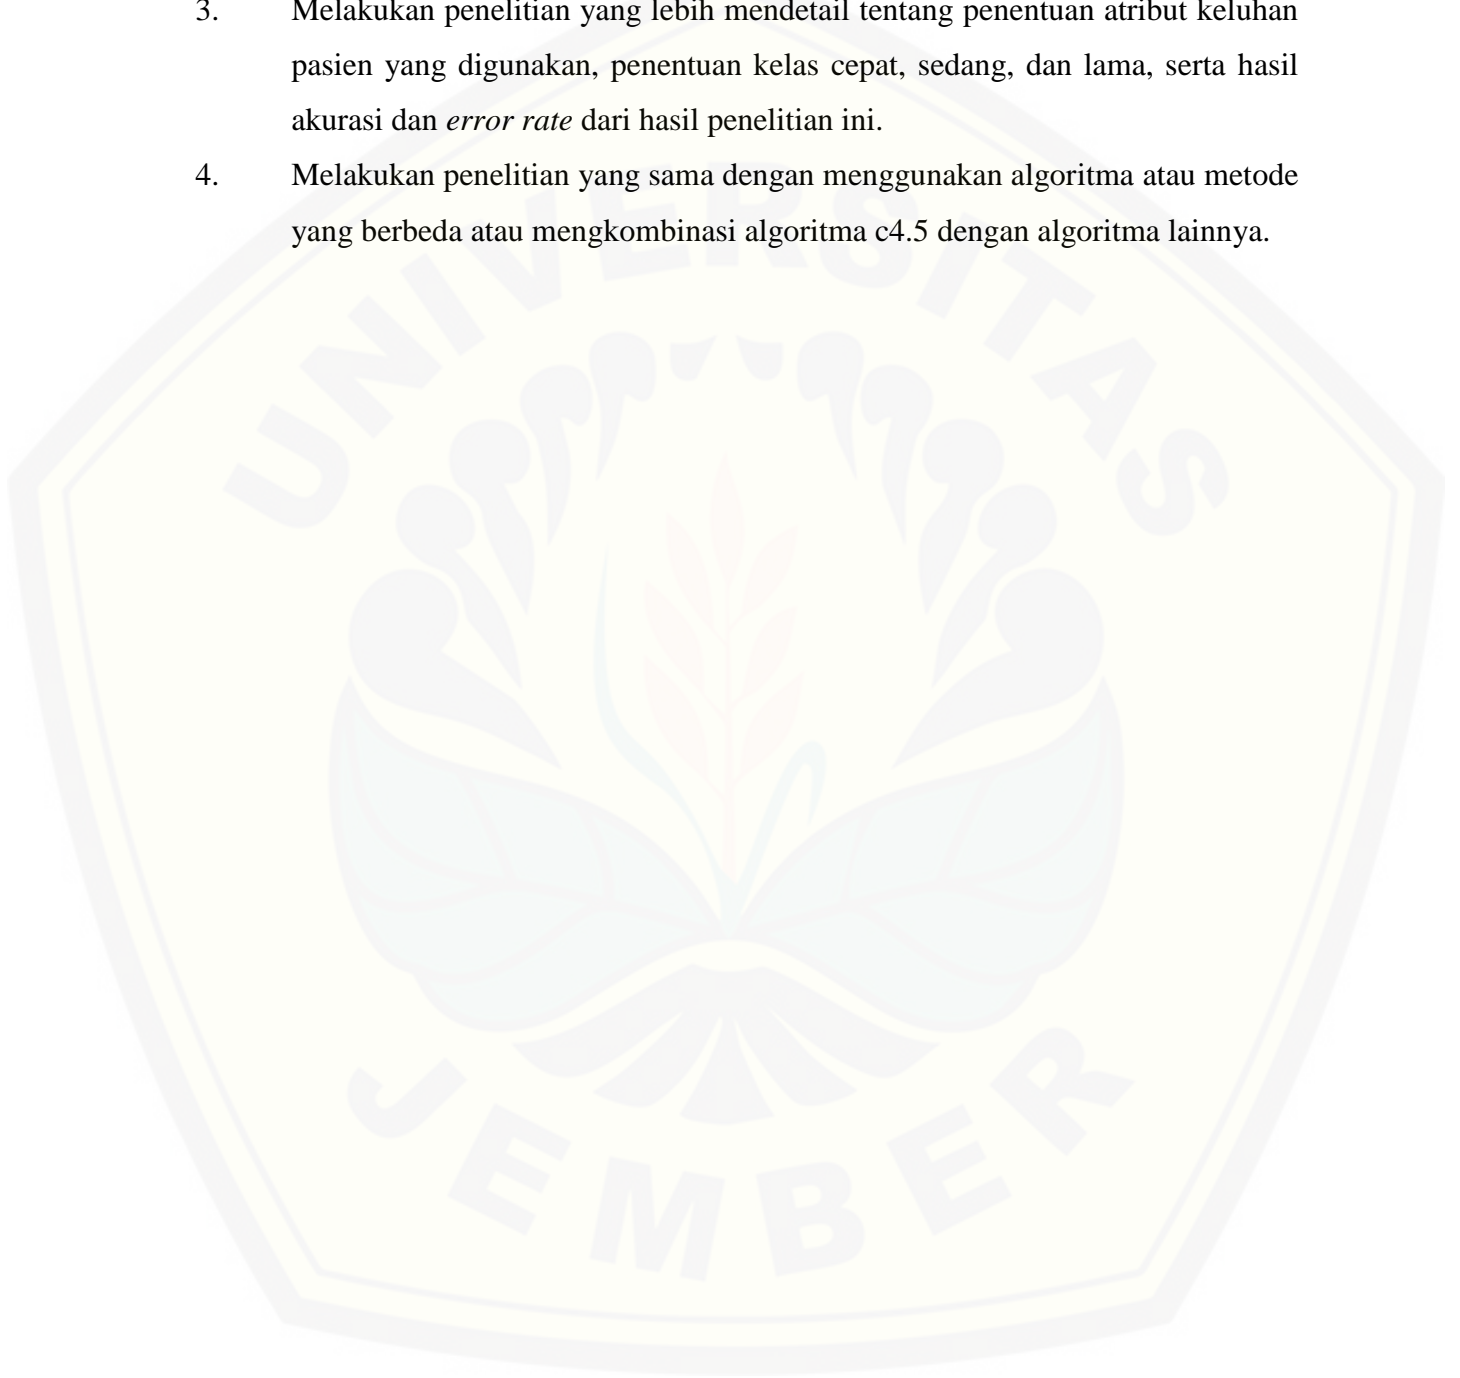 3. Melakukan penelitian yang lebih mendetail tentang penentuan atribut keluhan
pasien yang digunakan, penentuan kelas cepat, sedang, dan lama, serta hasil
akurasi dan error rate dari hasil penelitian ini.
4. Melakukan penelitian yang sama dengan menggunakan algoritma atau metode
yang berbeda atau mengkombinasi algoritma c4.5 dengan algoritma lainnya.
UNIVERSITAS
JEMBER